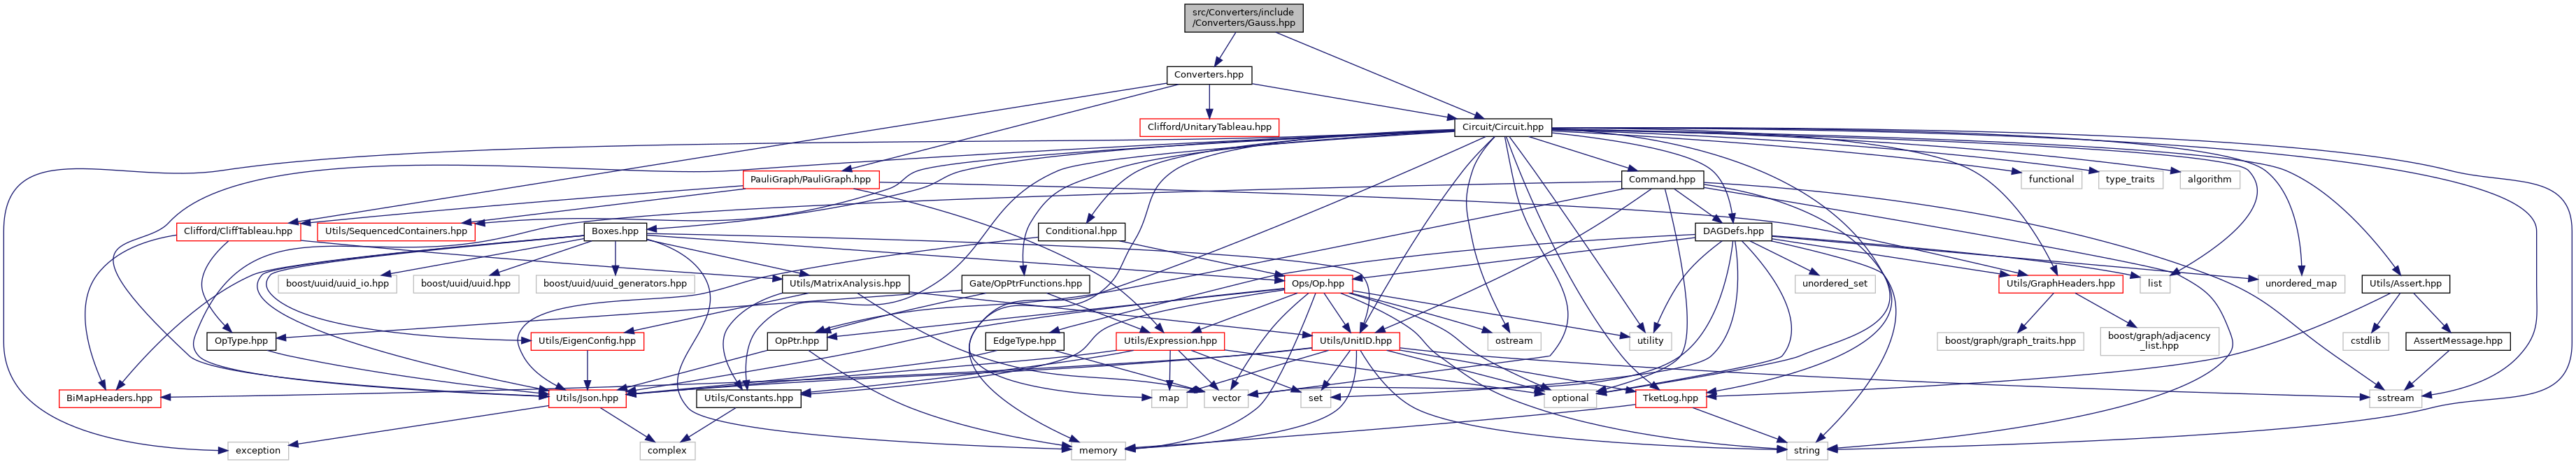 src/Converters/include
/Converters/Gauss.hpp
Converters.hpp
Clifford/UnitaryTableau.hpp
Circuit/Circuit.hpp
PauliGraph/PauliGraph.hpp
Command.hpp
functional
type_traits
algorithm
Clifford/CliffTableau.hpp
Utils/SequencedContainers.hpp
Boxes.hpp
Conditional.hpp
DAGDefs.hpp
boost/uuid/uuid_io.hpp
boost/uuid/uuid.hpp
boost/uuid/uuid_generators.hpp
Utils/MatrixAnalysis.hpp
Gate/OpPtrFunctions.hpp
Ops/Op.hpp
unordered_set
Utils/GraphHeaders.hpp
list
unordered_map
Utils/Assert.hpp
OpType.hpp
Utils/EigenConfig.hpp
OpPtr.hpp
EdgeType.hpp
Utils/Expression.hpp
Utils/UnitID.hpp
ostream
utility
boost/graph/graph_traits.hpp
boost/graph/adjacency
_list.hpp
cstdlib
AssertMessage.hpp
BiMapHeaders.hpp
Utils/Json.hpp
Utils/Constants.hpp
map
vector
set
optional
TketLog.hpp
sstream
exception
complex
memory
string